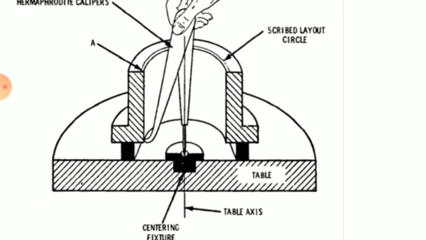 HERMAPHRODITE CALIPERS
SCRIBED LAYOUT
CIRCLE
A
TABLE
TABLE AXIS
CENTERING
FIXTURE